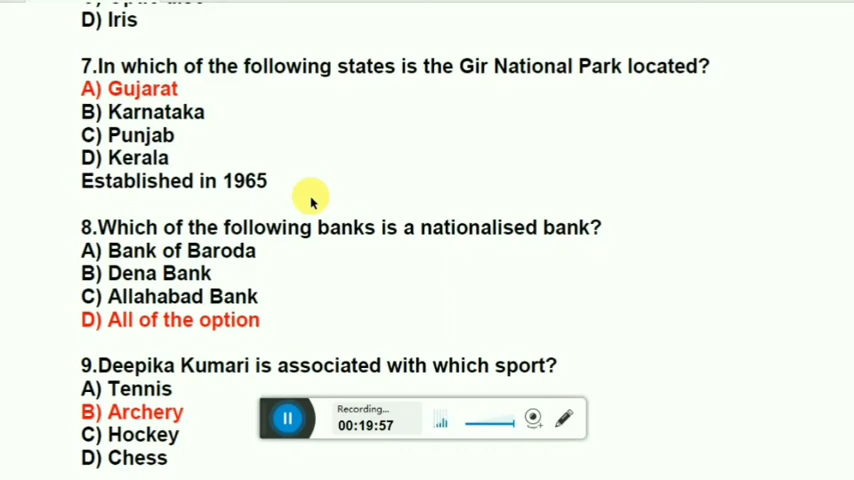 D) Iris
7.In which of the following states is the Gir National Park located?
A) Gujarat
B) Karnataka
C) Punjab
D) Kerala
Established in 1965
8.Which of the following banks is a nationalised bank?
A) Bank of Baroda
B) Dena Bank
C) Allahabad Bank
D) All of the option
9.Deepika Kumari is associated with which sport?
A) Tennis
B) Archery
C) Hockey
D) Chess
Recording...
00:19:57